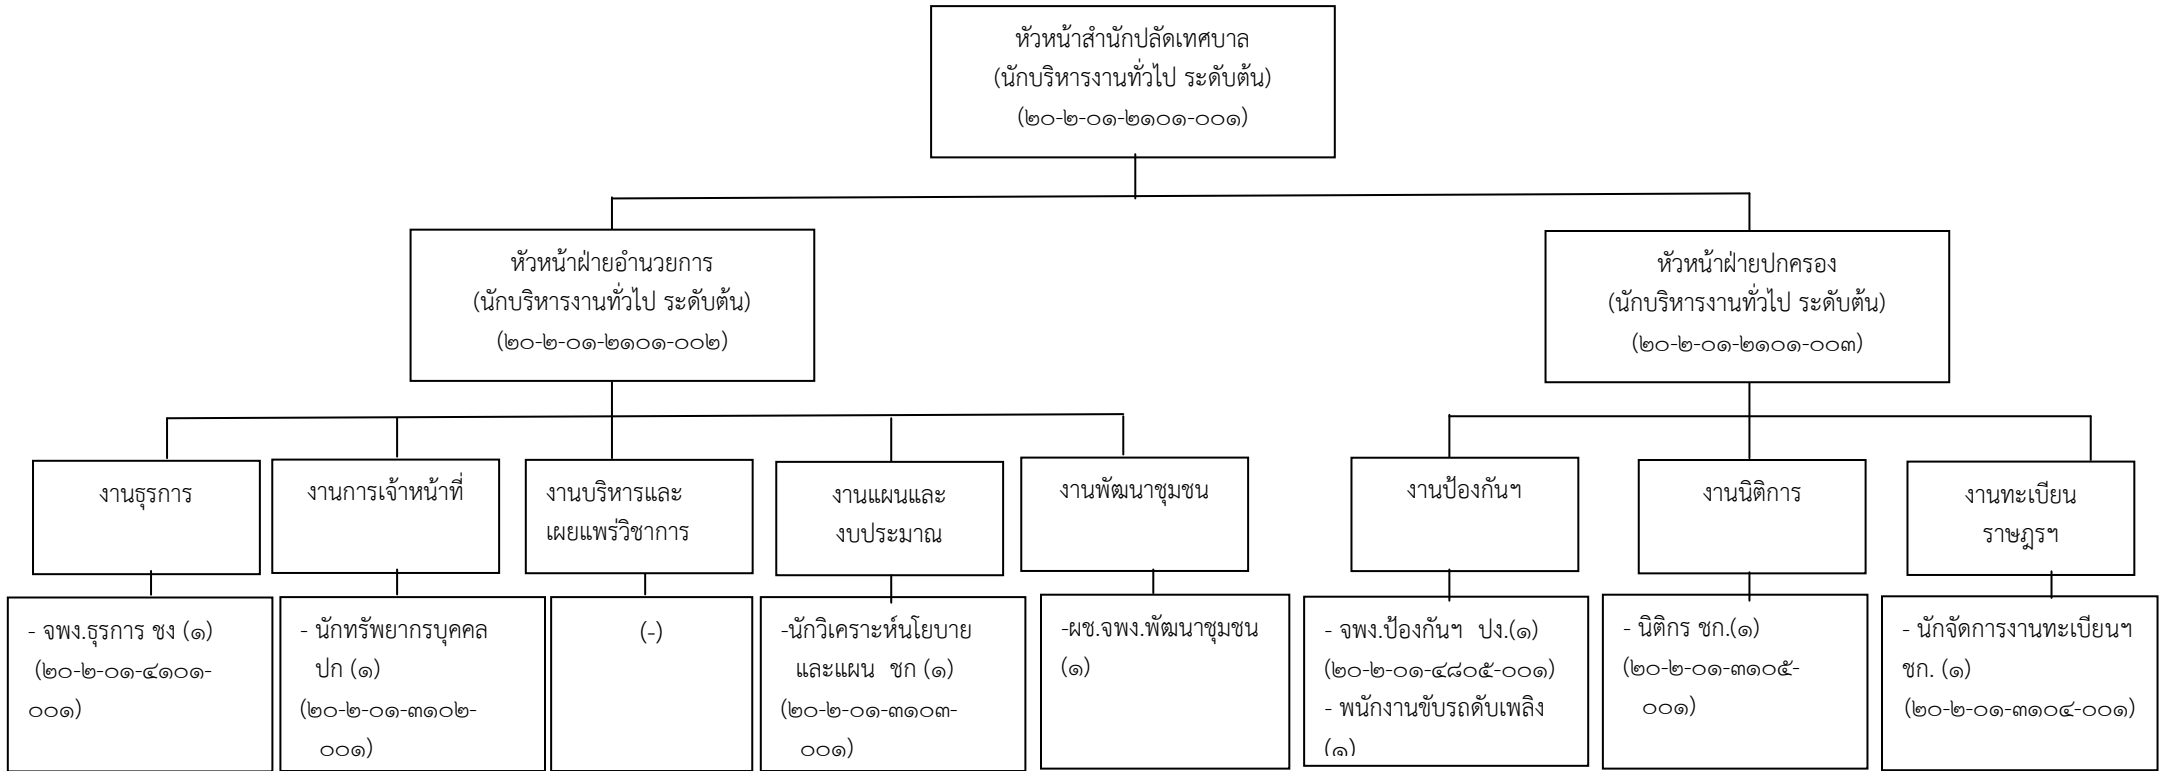 หัวหน้าสำนักปลัดเทศบาล
(นักบริหารงานทั่วไป ระดับต้น)
(๒๐-๒-๐๑-๒๑๐๑-๐๐๑)
หัวหน้าฝ่ายอำนวยการ
(นักบริหารงานทั่วไป ระดับต้น)
(๒๐-๒-๐๑-๒๑๐๑-๐๐๒)
หัวหน้าฝ่ายปกครอง
(นักบริหารงานทั่วไป ระดับต้น)
(๒๐-๒-๐๑-๒๑๐๑-๐๐๓)
งานธุรการ
งานการเจ้าหน้าที่
งานบริหารและ
เผยแพร่วิชาการ
งานแผนและ
งบประมาณ
งานพัฒนาชุมชน
งานป้องกันฯ
งานนิติการ
งานทะเบียน
ราษฎรฯ
- จพง.ธุรการ ชง (๑)
(๒๐-๒-๐๑-๔๑๐๑-
๐๐๑)
- นักทรัพยากรบุคคล
ปก (๑)
(๒๐-๒-๐๑-๓๑๐๒-
๐๐๑)
(-)
-นักวิเคราะห์นโยบาย
และแผน ชก (๑)
(๒๐-๒-๐๑-๓๑๐๓-
๐๐๑)
-ผช.จพง.พัฒนาชุมชน
(๑)
- จพง.ป้องกันฯ ปง.(๑)
(๒๐-๒-๐๑-๔๘๐๕-๐๐๑)
- พนักงานขับรถดับเพลิง
(๑)
- นิติกร ชก.(๑)
(๒๐-๒-๐๑-๓๑๐๕-
๐๐๑)
- นักจัดการงานทะเบียนฯ
ชก. (๑)
(๒๐-๒-๐๑-๓๑๐๔-๐๐๑)